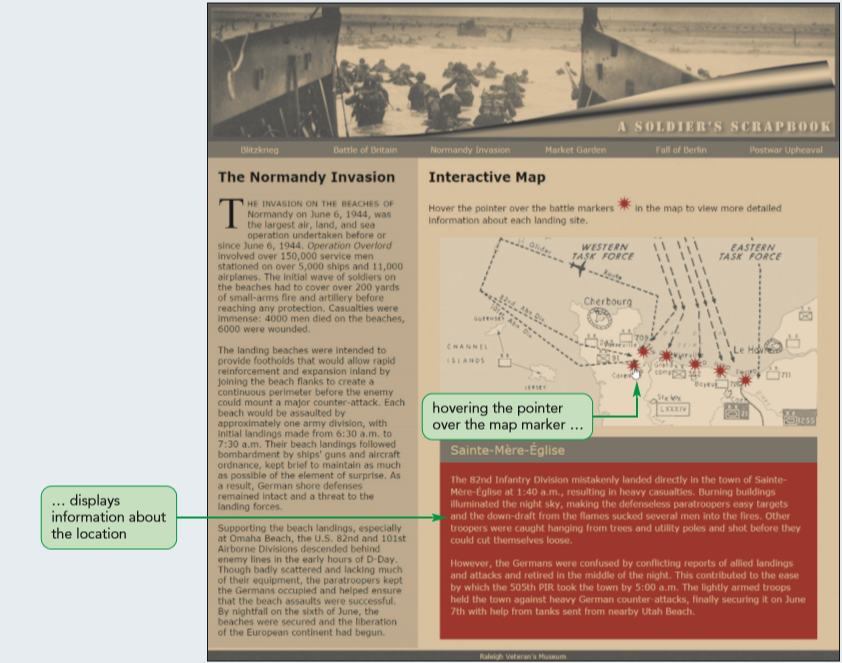 A SOLDIER'S SCRAPBOOK
Blitzkrieg Battle of Britain Normandy Invasion Market Garden Fall of Berlin Postwar Upheaval
The Normandy Invasion
THE INVASION ON THE BEACHES OF
Normandy on June 6, 1944, was
the largest air, land, and sea
operation undertaken before or
since June 6, 1944. Operation Overlord
involved over 150,000 service men
stationed on over 5,000 ships and 11,000
airplanes. The initial wave of soldiers on
the beaches had to cover over 200 yards
of small-arms fire and artillery before
reaching any protection. Casualties were
immense: 4000 men died on the beaches,
6000 were wounded.
The landing beaches were intended to
provide footholds that would allow rapid
reinforcement and expansion inland by
joining the beach flanks to create a
continuous perimeter before the enemy
could mount a major counter-attack. Each
beach would be assaulted by
approximately one army division, with
initial landings made from 6:30 a.m. to
7:30 a.m. Their beach landings followed
bombardment by ships' guns and aircraft
ordnance, kept brief to maintain as much
as possible of the element of surprise. As
a result, German shore defenses
remained intact and a threat to the
landing forces.
Supporting the beach landings, especially
at Omaha Beach, the U.S. 82nd and 101st
Airborne Divisions descended behind
enemy lines in the early hours of D-Day.
Though badly scattered and lacking much
of their equipment, the paratroopers kept
the Germans occupied and helped ensure
that the beach assaults were successful.
By nightfall on the sixth of June, the
beaches were secured and the liberation
of the European continent had begun.
Interactive Map
Hover the pointer over the battle markers in the map to view more detailed
information about each landing site.
WESTERN
TASK FORCE
EASTERN
TASK FORCE
Glider
Route
82nd Abn Div
101st Abn Div
Cherbourg
GUERNSEY
CHANNEL
ISLANDS
JERSEY
709
Le Havre
711
Bayeux
LXXXIV
hovering the pointer
over the map marker …
Sainte-Mère-Église
The 82nd Infantry Division mistakenly landed directly in the town of Sainte-
Mère-Église at 1:40 a.m., resulting in heavy casualties. Burning buildings
illuminated the night sky, making the defenseless paratroopers easy targets
and the down-draft from the flames sucked several men into the fires. Other
troopers were caught hanging from trees and utility poles and shot before they
could cut themselves loose.
However, the Germans were confused by conflicting reports of allied landings
and attacks and retired in the middle of the night. This contributed to the ease
by which the 505th PIR took the town by 5:00 a.m. The lightly armed troops
held the town against heavy German counter-attacks, finally securing it on June
7th with help from tanks sent from nearby Utah Beach.
… displays
information about
the location
Raleigh Veteran's Museum